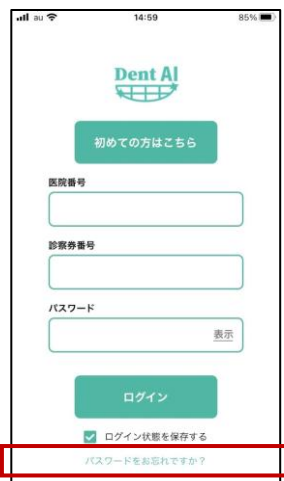 au 14:59 85%
Dent AI
初めての方はこちら
医院番号
診察券番号
パスワード
表示
ログイン
ログイン状態を保存する
パスワードをお忘れですか？